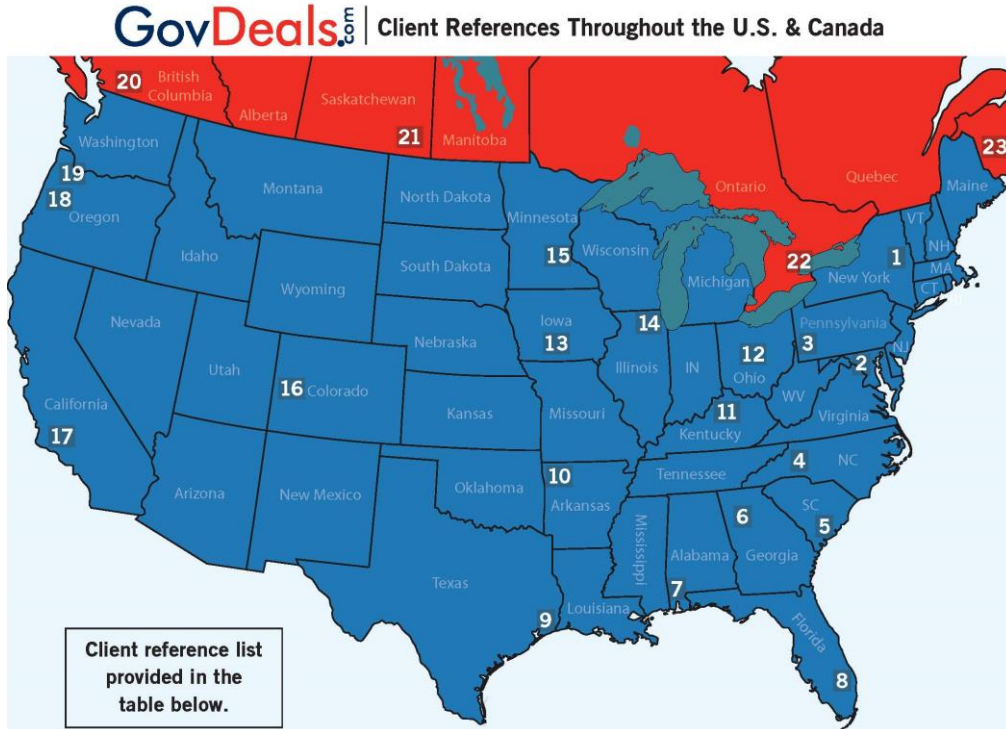 GovDeals.com | Client References Throughout the U.S. & Canada
20
British
Columbia
Alberta
Saskatchewan
21
Manitoba
Ontario
Quebec
23
Washington
19
18
Oregon
Montana
Idaho
North Dakota
Minnesota
South Dakota
15
Wisconsin
Michigan
22
New York
1
VT
NH
MA
CT
Maine
Wyoming
Nevada
Utah
California
17
16
Colorado
Nebraska
Iowa
13
14
Illinois
IN
12
Ohio
Pennsylvania
3
2
NJ
WV
Virginia
Kansas
Missouri
11
Kentucky
Tennessee
4
NC
Arizona
New Mexico
Oklahoma
10
Arkansas
Mississippi
Alabama
7
6
Georgia
SC
5
Texas
9
Louisiana
Florida
8
Client reference list
provided in the
table below.